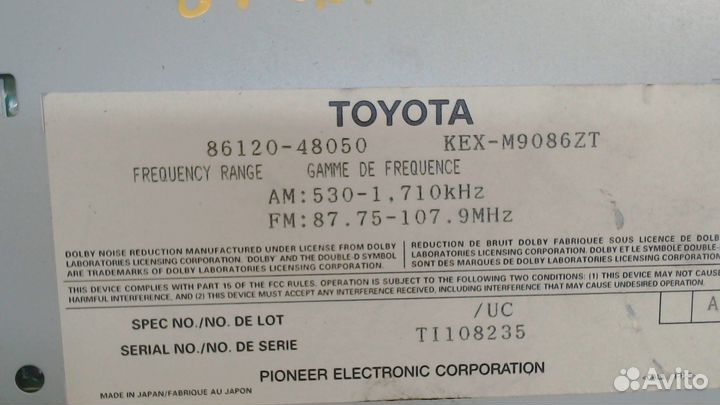 TOYOTA
86120-48050 KEX-M9086ZT
FREQUENCY RANGE GAMME DE FREQUENCE
AM:530-1,710kHz
FM:87.75-107.9MHz
DOLBY NOISE REDUCTION MANUFACTURED UNDER LICENSE FROM DOLBY
LABORATORIES LICENSING CORPORATION. DOLBY AND THE DOUBLE-D SYMBOL
ARE TRADEMARKS OF DOLBY LABORATORIES LICENSING CORPORATION.
REDUCTION DE BRUIT DOLBY FABRIQUEE SOUS LICENCE DE DOLBY
LABORATORIES LICENSING CORPORATION. DOLBY ET LE SYMBOLE DOUBLE-
SONT DES MARQUES DE DOLBY LABORATORIES LICENSING CORPORATION.
THIS DEVICE COMPLIES WITH PART 15 OF THE FCC RULES. OPERATION IS SUBJECT TO THE FOLLOWING TWO CONDITIONS: (1) THIS DEVICE MAY NOT CAUSE
HARMFUL INTERFERENCE, AND (2) THIS DEVICE MUST ACCEPT ANY INTERFERENCE RECEIVED, INCLUDING INTERFERENCE THAT MAY CAUSE UNDESIRED OPERATION.
SPEC NO./NO. DE LOT /UC
A
SERIAL NO./NO. DE SERIE TI108235
PIONEER ELECTRONIC CORPORATION
MADE IN JAPAN/FABRIQUE AU JAPON
Avito